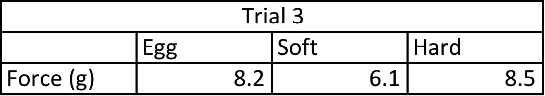 Trial 3
Egg Soft Hard
Force (g) 8.2 6.1 8.5